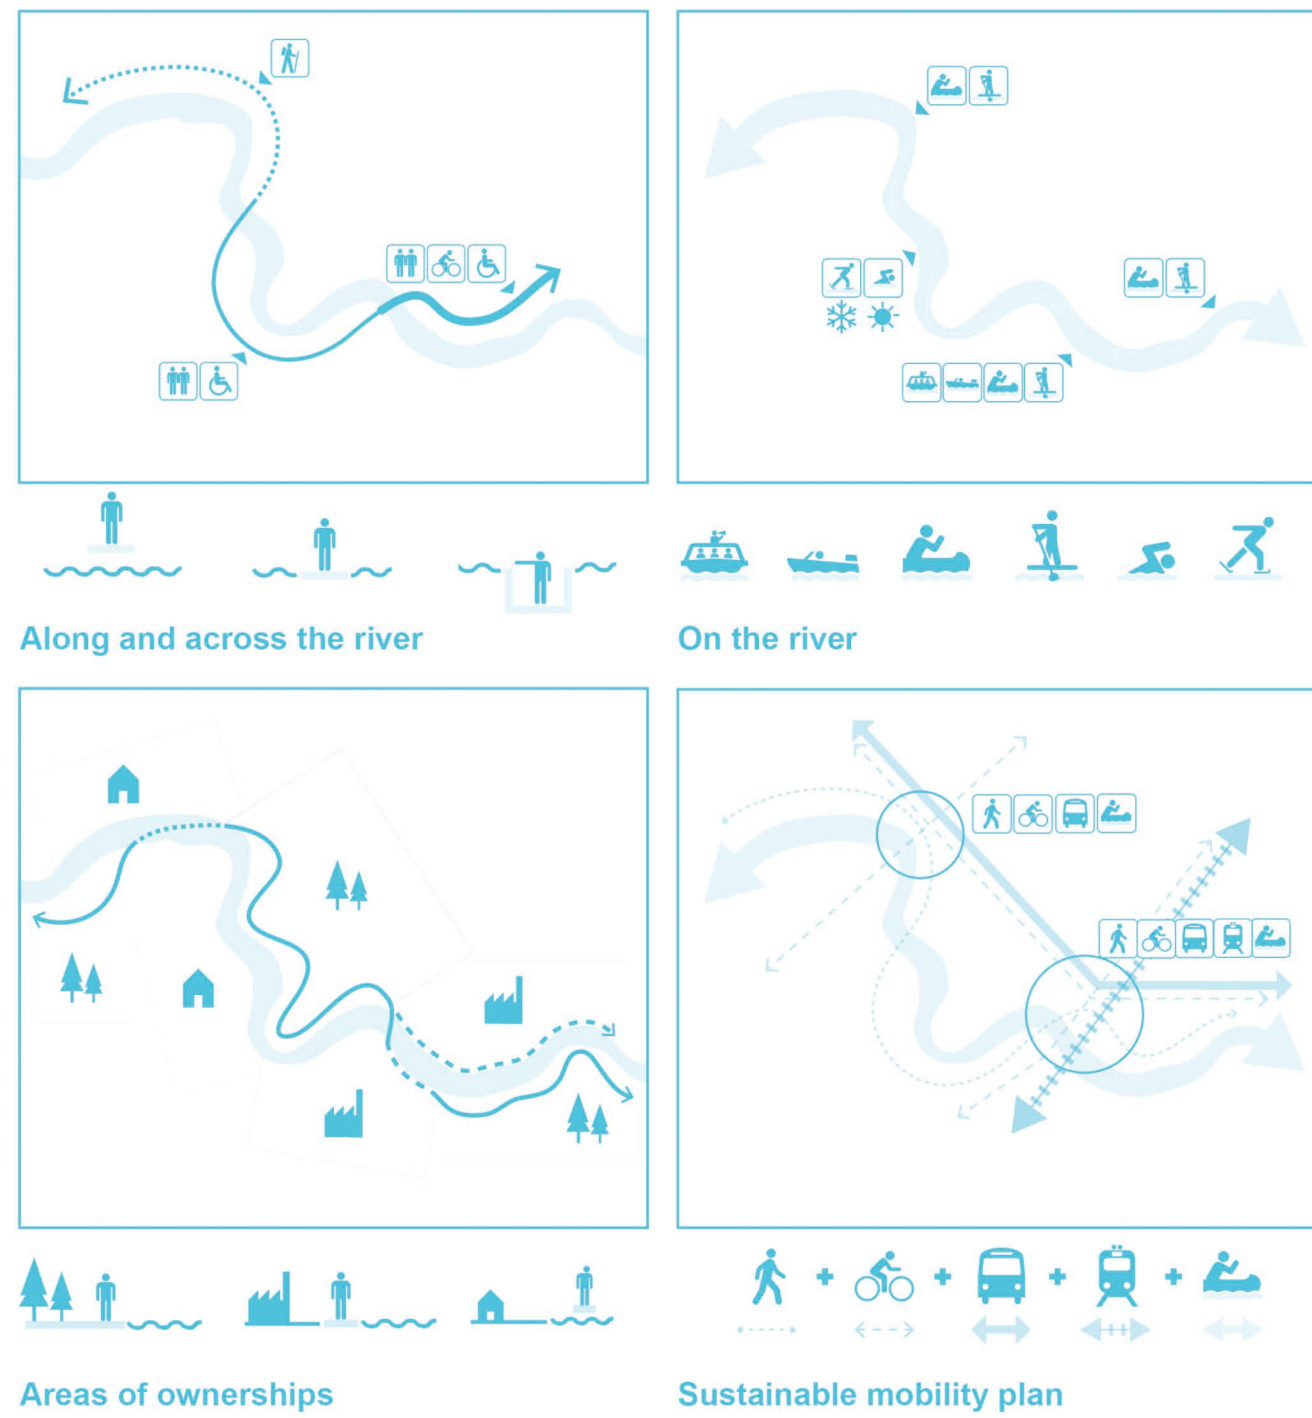 Along and across the river
On the river
Areas of ownerships
Sustainable mobility plan